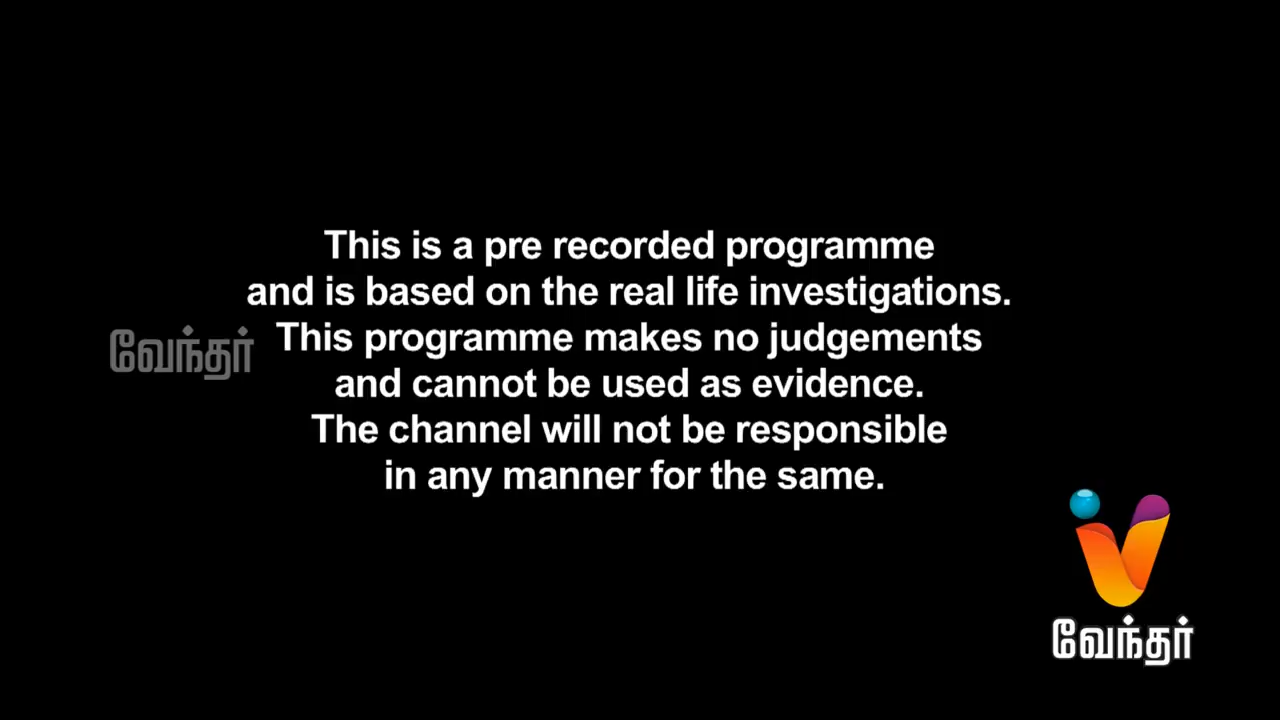 This is a pre recorded programme
and is based on the real life investigations.
வேந்தர்
This programme makes no judgements
and cannot be used as evidence.
The channel will not be responsible
in any manner for the same.
வேந்தர்